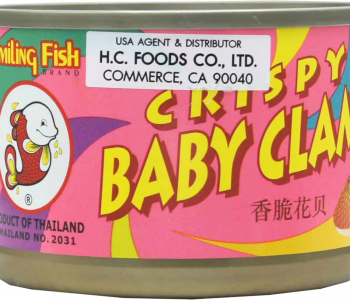 miling Fish
BRAND
USA AGENT & DISTRIBUTOR
H.C. FOODS CO., LTD.
COMMERCE, CA 90040
CRISPY
BABY CLAM
香脆花贝
®
RODUCT OF THAILAND
HAILAND NO. 2031